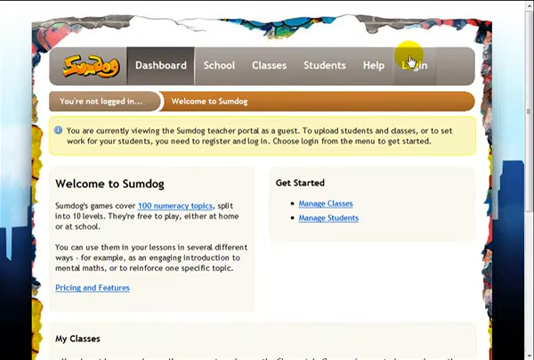 Sumdog Dashboard School Classes Students Help Login
You're not logged in... Welcome to Sumdog
You are currently viewing the Sumdog teacher portal as a guest. To upload students and classes, or to set
work for your students, you need to register and log in. Choose login from the menu to get started.
Welcome to Sumdog
Sumdog's games cover 100 numeracy topics, split
into 10 levels. They're free to play, either at home
or at school.
You can use them in your lessons in several different
ways - for example, as an engaging introduction to
mental maths, or to reinforce one specific topic.
Pricing and Features
Get Started
Manage Classes
Manage Students
My Classes